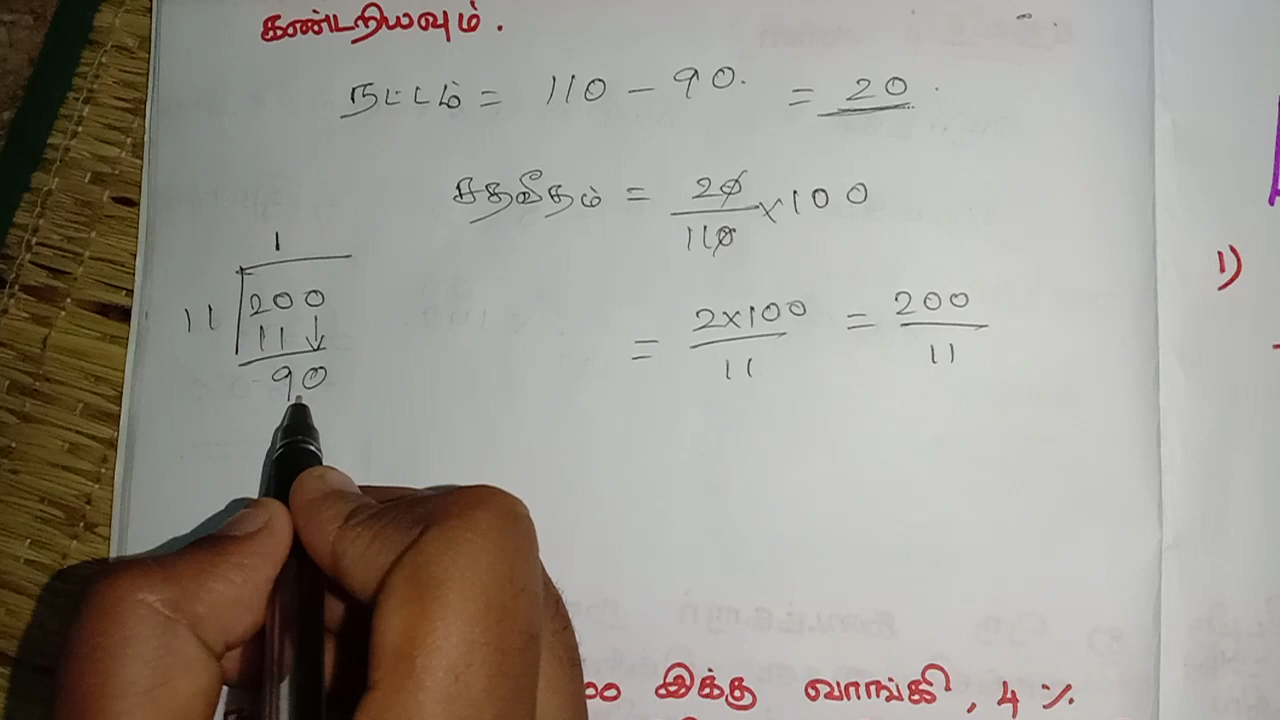 கண்டறியவும்.
நட்டம் = 110 - 90. = 20.
சதவீதம் = 20/110 × 100
= 2×100/11 = 200/11
1
11 200
11↓
90
1)
00 இக்கு வாங்கி, 4 %